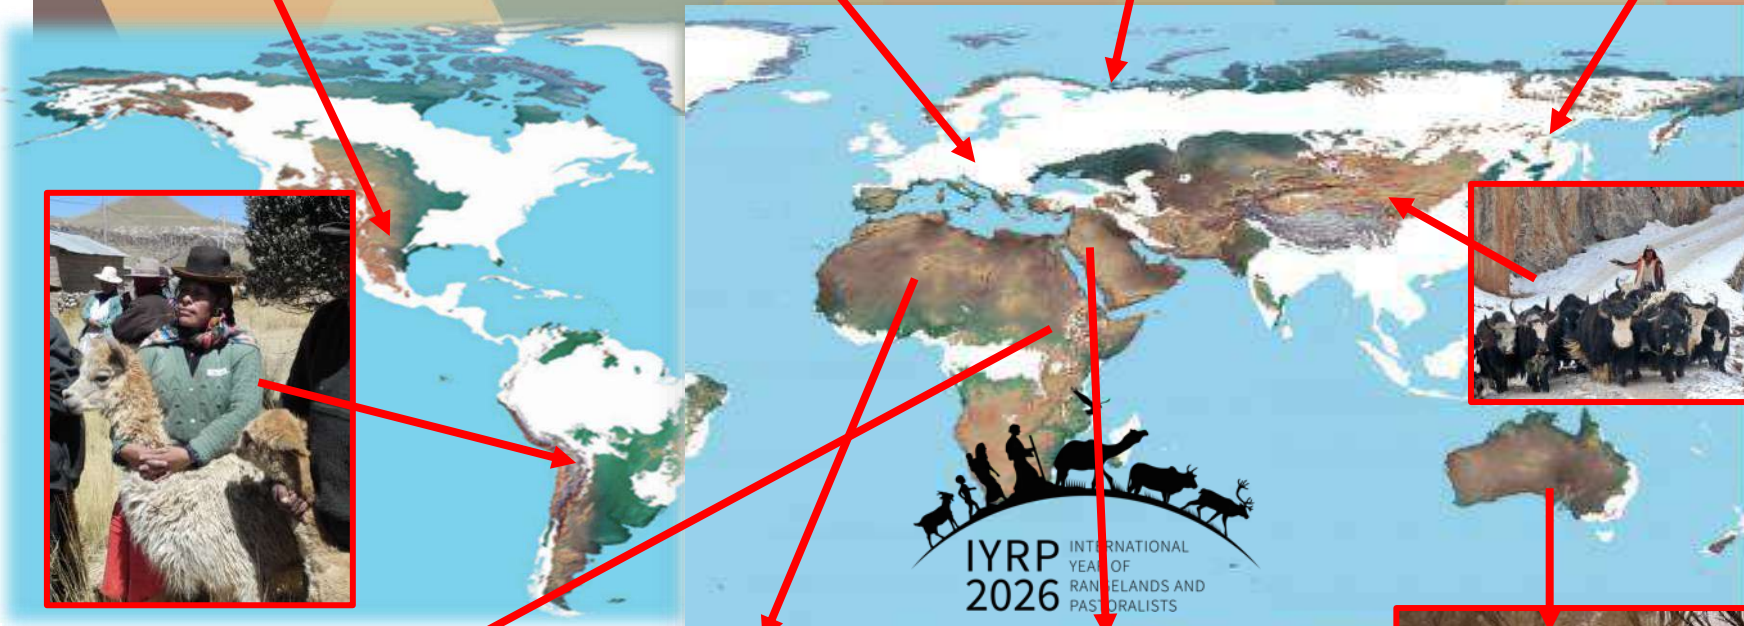 IYRP
2026
INTERNATIONAL
YEAR OF
RANGELANDS AND
PASTORALISTS